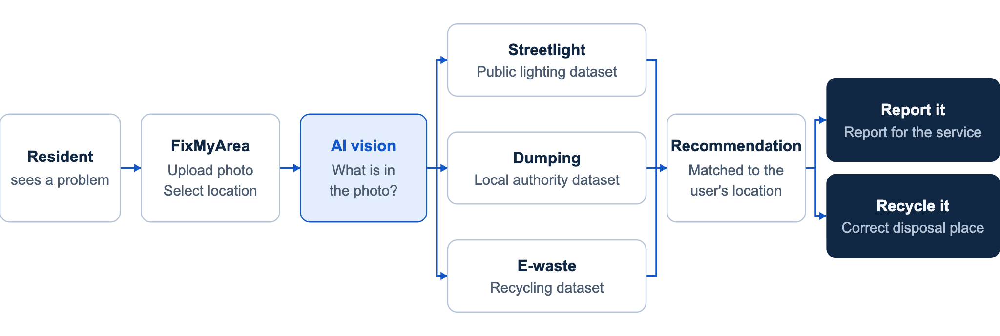 Resident
sees a problem
FixMyArea
Upload photo
Select location
AI vision
What is in
the photo?
Streetlight
Public lighting dataset
Dumping
Local authority dataset
E-waste
Recycling dataset
Recommendation
Matched to the
user's location
Report it
Report for the service
Recycle it
Correct disposal place